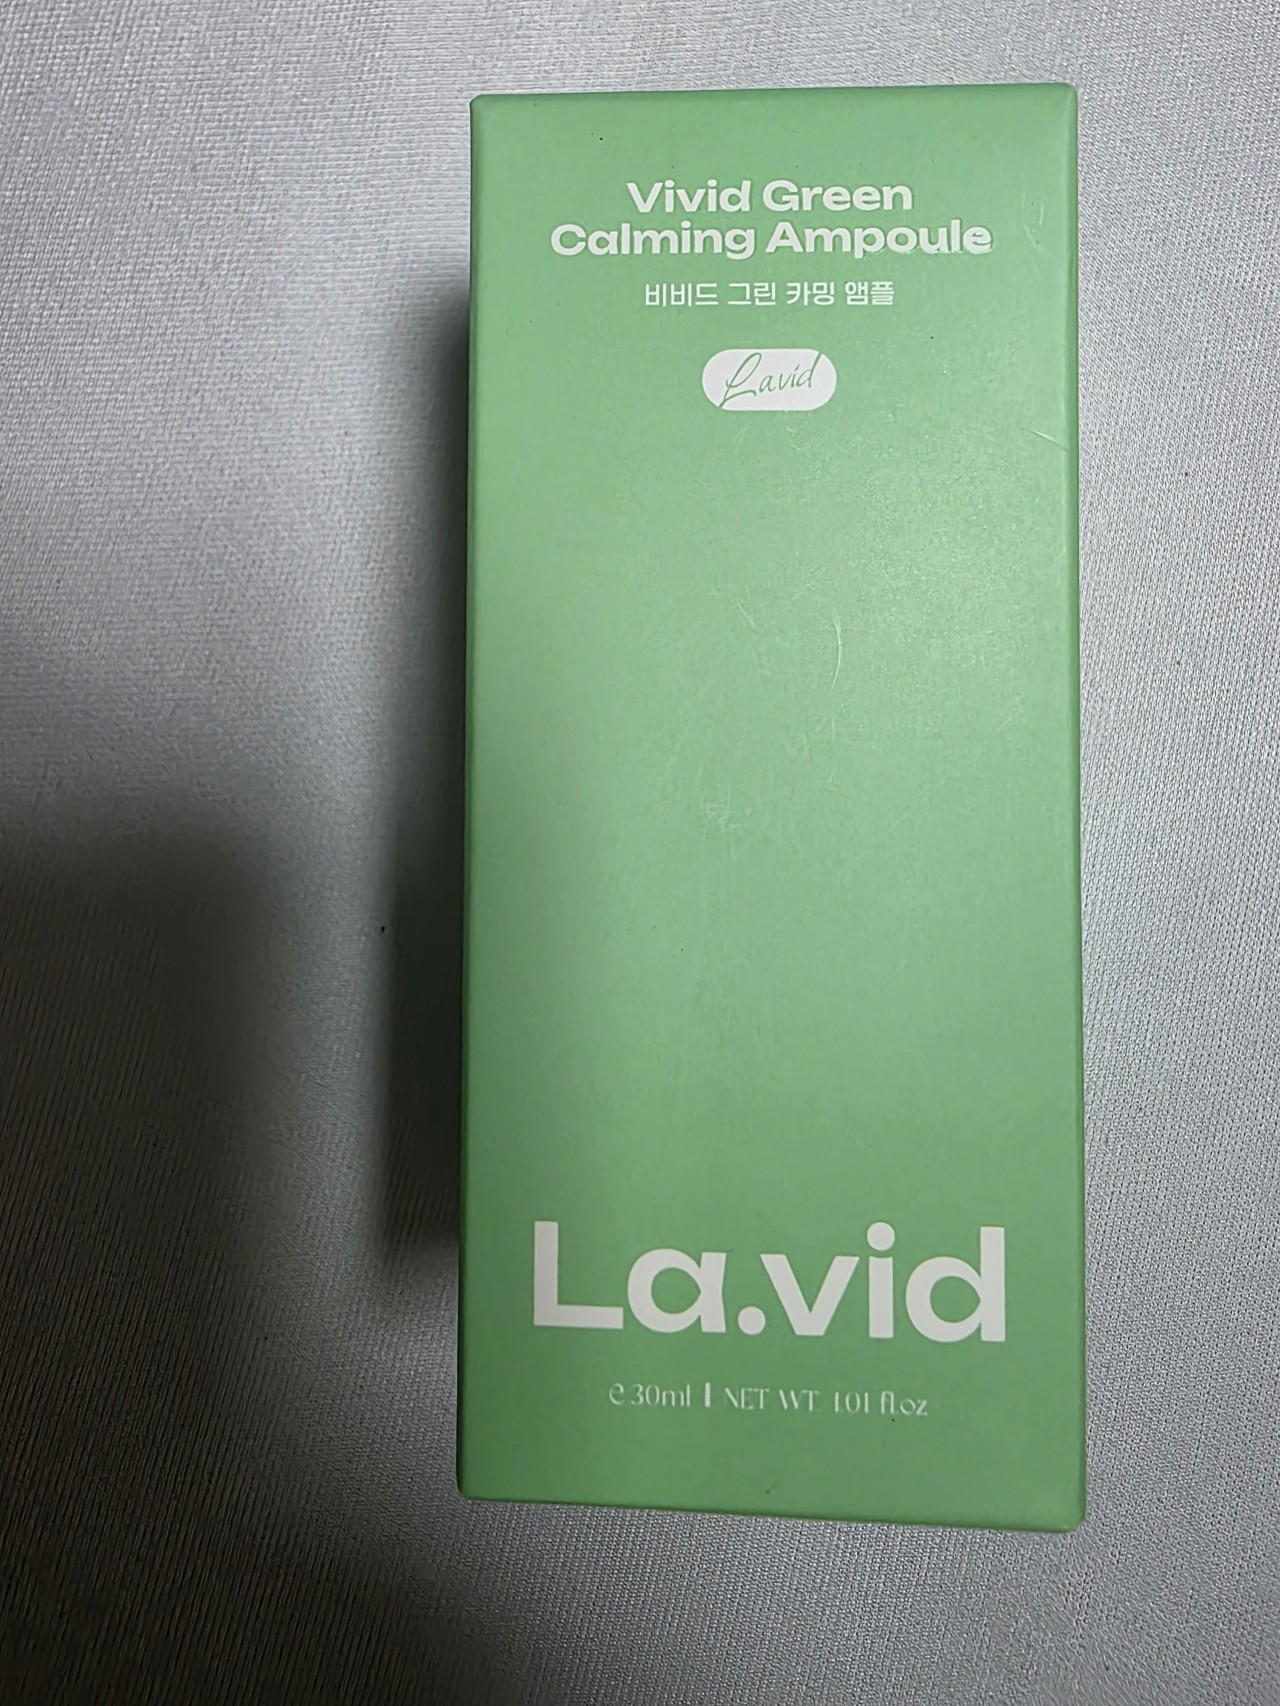 Vivid Green
Calming Ampoule
비비드 그린 카밍 앰플
Lavid
La.vid
e 30ml | NET WT. 1.01 fl.oz